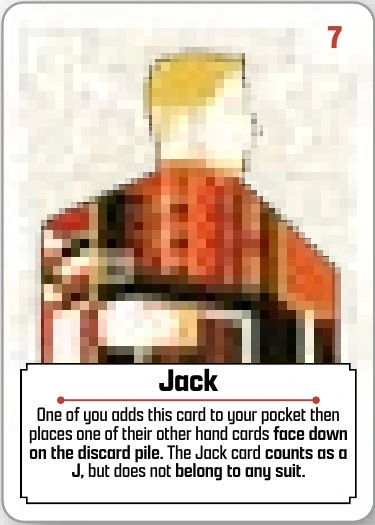 7
Jack
One of you adds this card to your pocket then
places one of their other hand cards face down
on the discard pile. The Jack card counts as a
J, but does not belong to any suit.